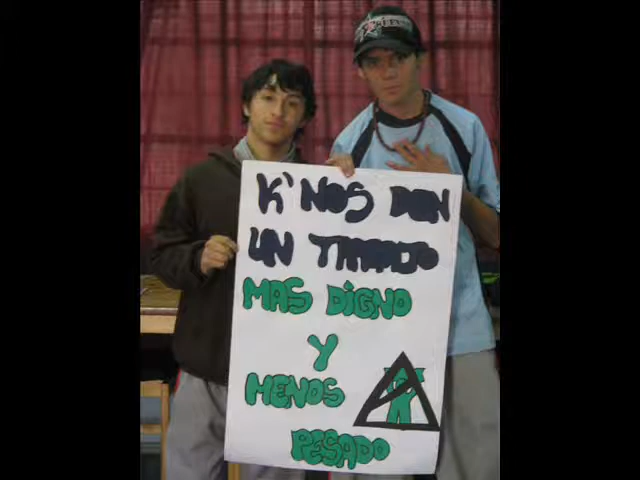 K' NOS DEN
UN TRABAJO
MAS DIGNO
Y
MENOS
PESADO